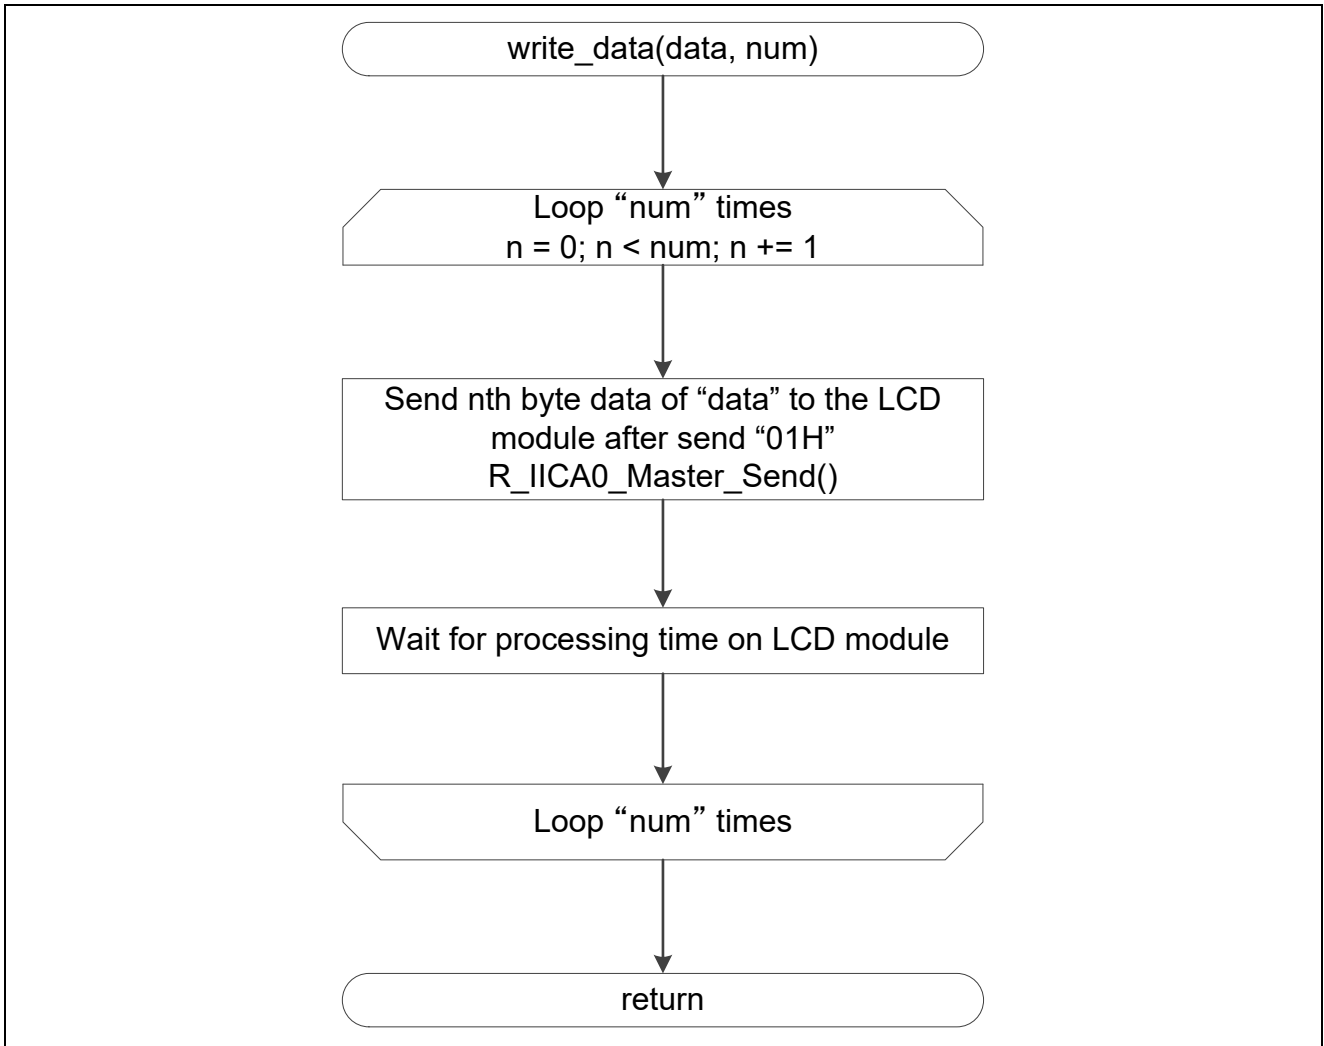 write_data(data, num)
Loop “num” times
n = 0; n < num; n += 1
Send nth byte data of “data” to the LCD
module after send “01H”
R_IICA0_Master_Send()
Wait for processing time on LCD module
Loop “num” times
return